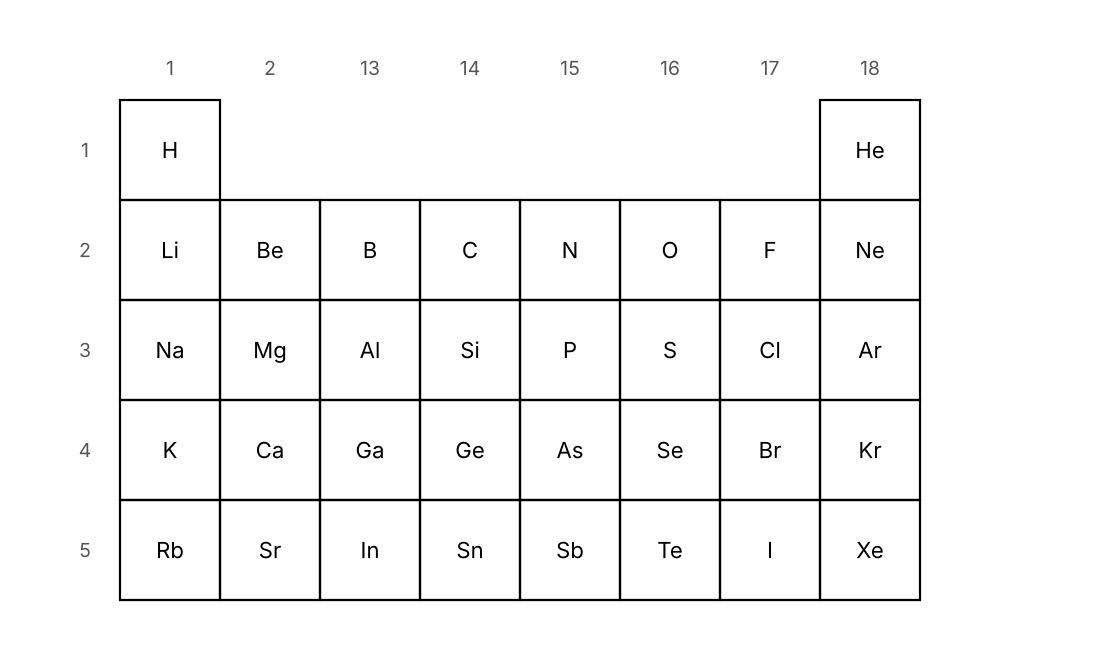 1 2 13 14 15 16 17 18
1 H He
2 Li Be B C N O F Ne
3 Na Mg Al Si P S Cl Ar
4 K Ca Ga Ge As Se Br Kr
5 Rb Sr In Sn Sb Te I Xe